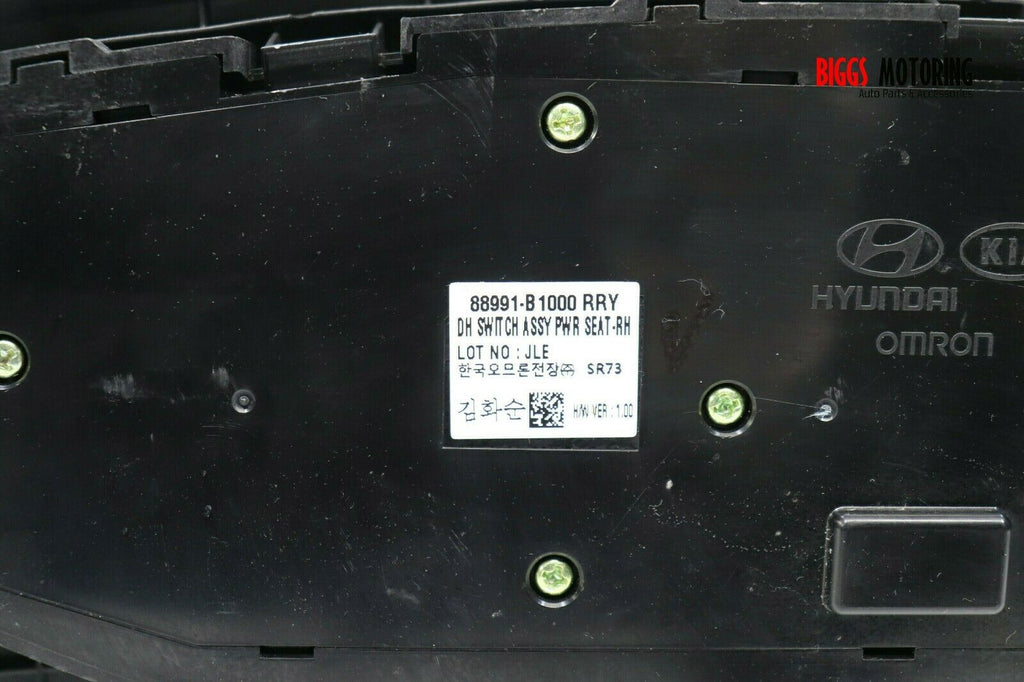 BIGGS MOTORING
Auto Parts & Accessories
HYUNDAI
KIA
OMRON
88991-B1000 RRY
DH SWITCH ASSY PWR SEAT-RH
LOT NO : JLE
한국오므론전장㈜ SR73
김화순 H/W VER : 1.00